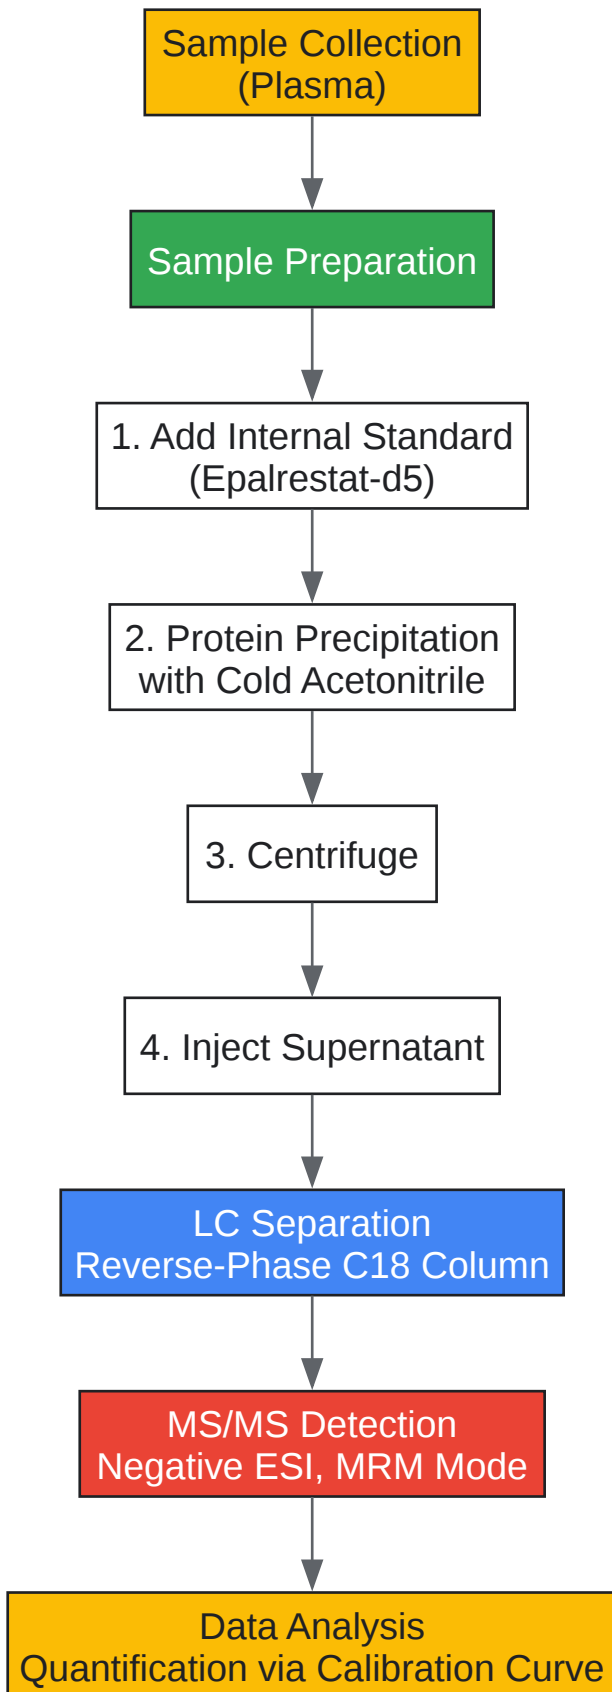 Sample Collection
(Plasma)
Sample Preparation
1. Add Internal Standard
(Epalrestat-d5)
2. Protein Precipitation
with Cold Acetonitrile
3. Centrifuge
4. Inject Supernatant
LC Separation
Reverse-Phase C18 Column
MS/MS Detection
Negative ESI, MRM Mode
Data Analysis
Quantification via Calibration Curve